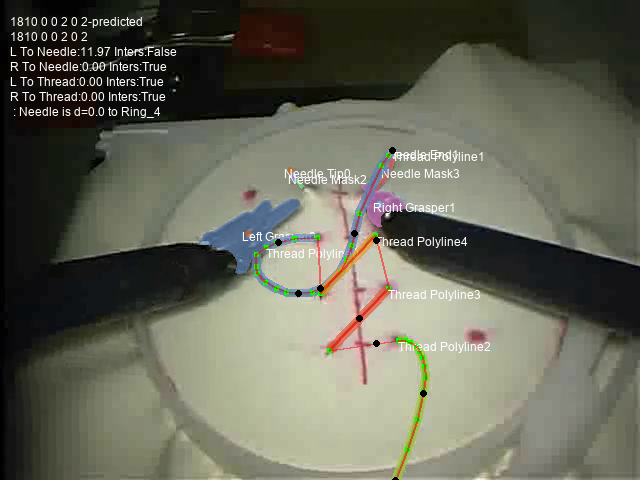 1810 0 0 2 0 2-predicted
1810 0 0 2 0 2
L To Needle:11.97 Inters:False
R To Needle:0.00 Inters:True
L To Thread:0.00 Inters:True
R To Thread:0.00 Inters:True
: Needle is d=0.0 to Ring_4
Thread Polyline1
Needle Tip0
Needle Mask3
Needle Mask2
Right Grasper1
Left
Thread Polyline4
Thread
Thread Polyline3
Thread Polyline2